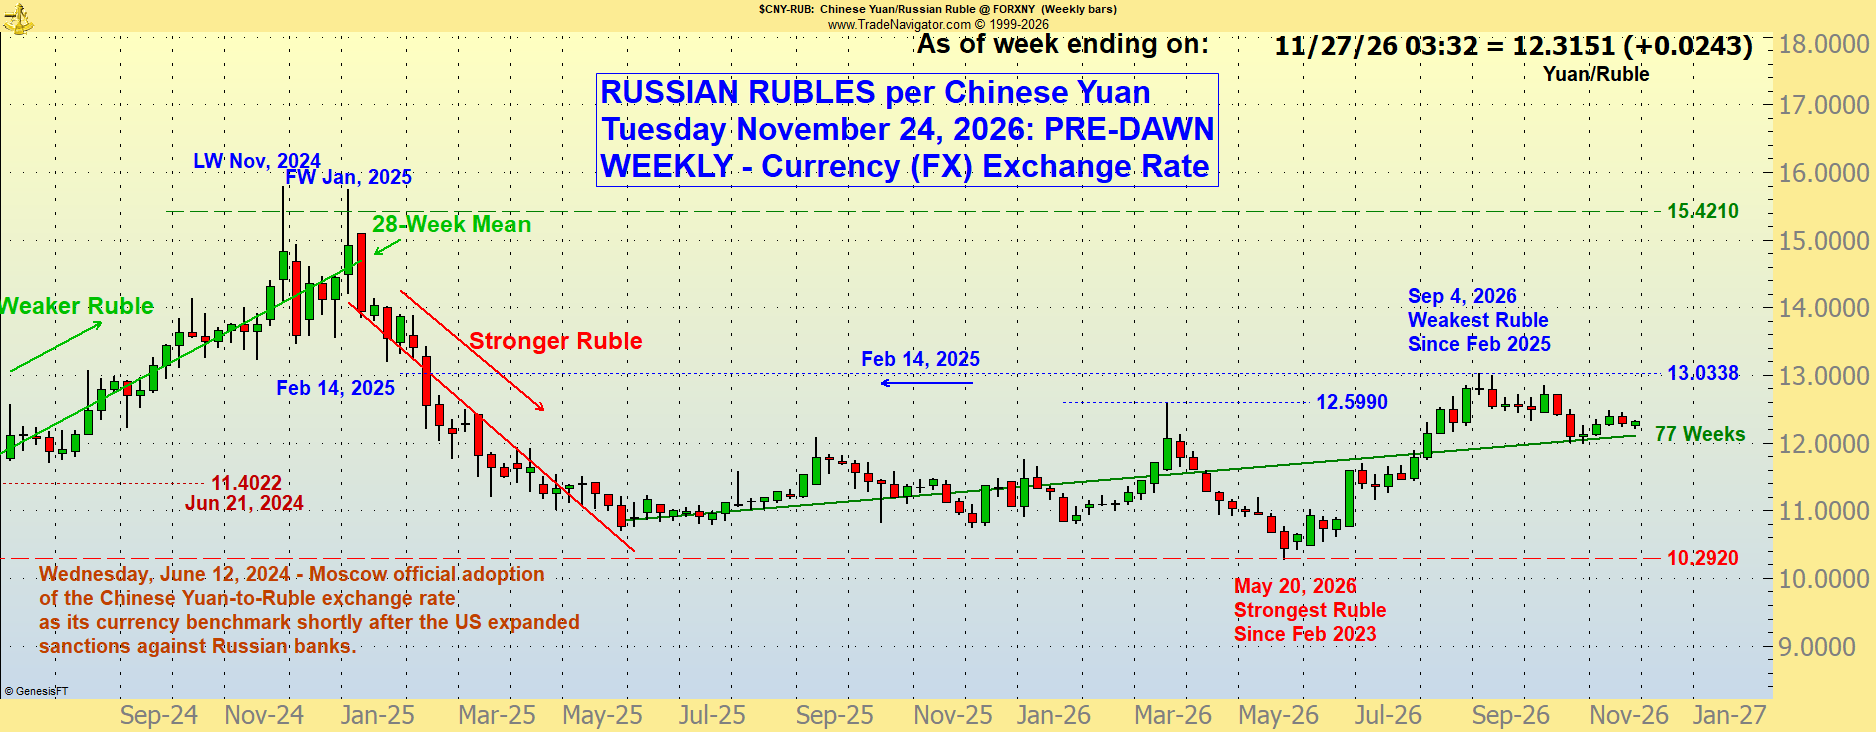 $CNY-RUB: Chinese Yuan/Russian Ruble @ FORXNY (Weekly bars)
www.TradeNavigator.com © 1999-2026
As of week ending on: 11/27/26 03:32 = 12.3151 (+0.0243)
Yuan/Ruble
RUSSIAN RUBLES per Chinese Yuan
Tuesday November 24, 2026: PRE-DAWN
WEEKLY - Currency (FX) Exchange Rate
18.0000
17.0000
16.0000
15.0000
14.0000
13.0000
12.0000
11.0000
10.0000
9.0000
LW Nov, 2024
FW Jan, 2025
15.4210
28-Week Mean
Weaker Ruble
Stronger Ruble
Sep 4, 2026
Weakest Ruble
Since Feb 2025
Feb 14, 2025
Feb 14, 2025
13.0338
12.5990
77 Weeks
11.4022
Jun 21, 2024
10.2920
Wednesday, June 12, 2024 - Moscow official adoption
of the Chinese Yuan-to-Ruble exchange rate
as its currency benchmark shortly after the US expanded
sanctions against Russian banks.
May 20, 2026
Strongest Ruble
Since Feb 2023
© GenesisFT
Sep-24 Nov-24 Jan-25 Mar-25 May-25 Jul-25 Sep-25 Nov-25 Jan-26 Mar-26 May-26 Jul-26 Sep-26 Nov-26 Jan-27